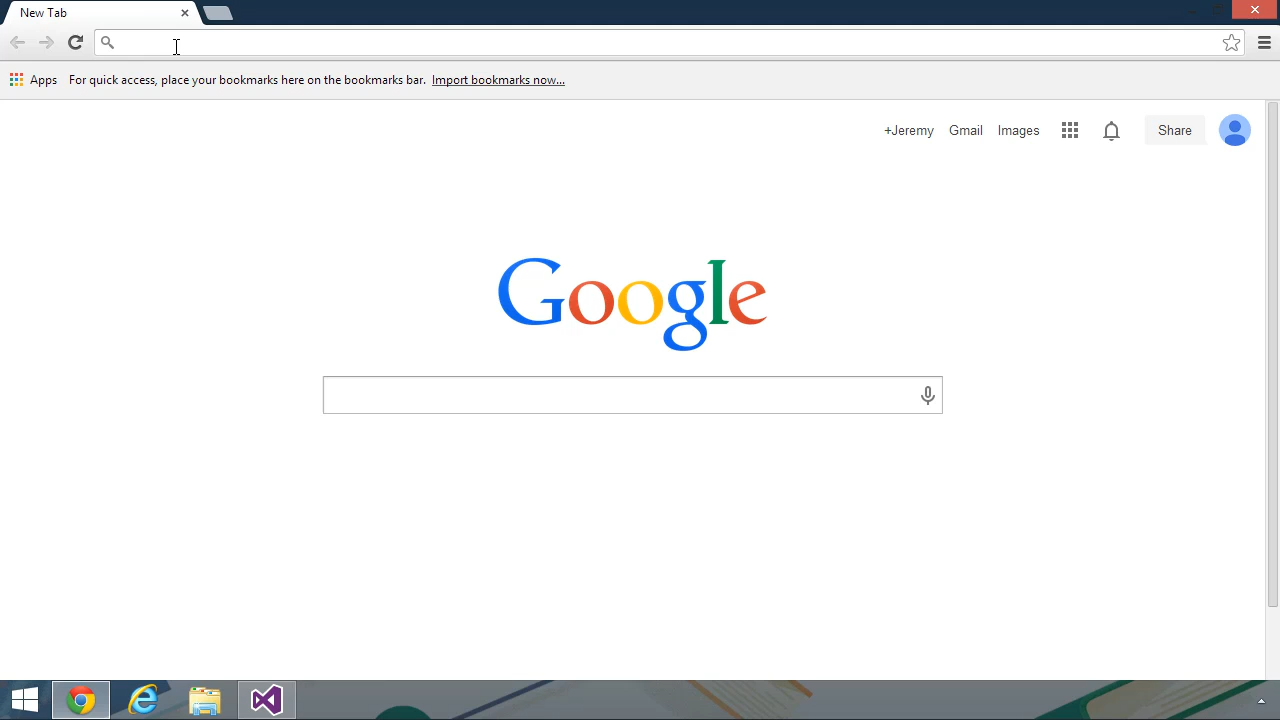 New Tab
Apps For quick access, place your bookmarks here on the bookmarks bar. Import bookmarks now...
+Jeremy Gmail Images Share
Google